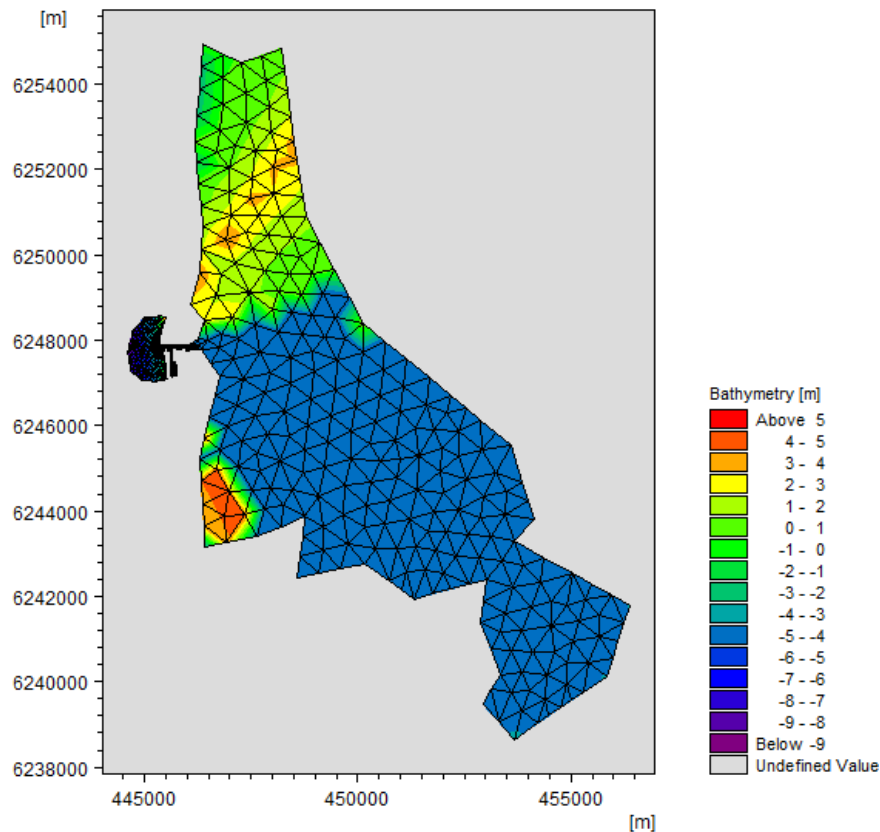 [m]
6254000
6252000
6250000
6248000
6246000
6244000
6242000
6240000
6238000
445000 450000 455000
[m]
Bathymetry [m]
Above 5
4 - 5
3 - 4
2 - 3
1 - 2
0 - 1
-1 - 0
-2 - -1
-3 - -2
-4 - -3
-5 - -4
-6 - -5
-7 - -6
-8 - -7
-9 - -8
Below -9
Undefined Value